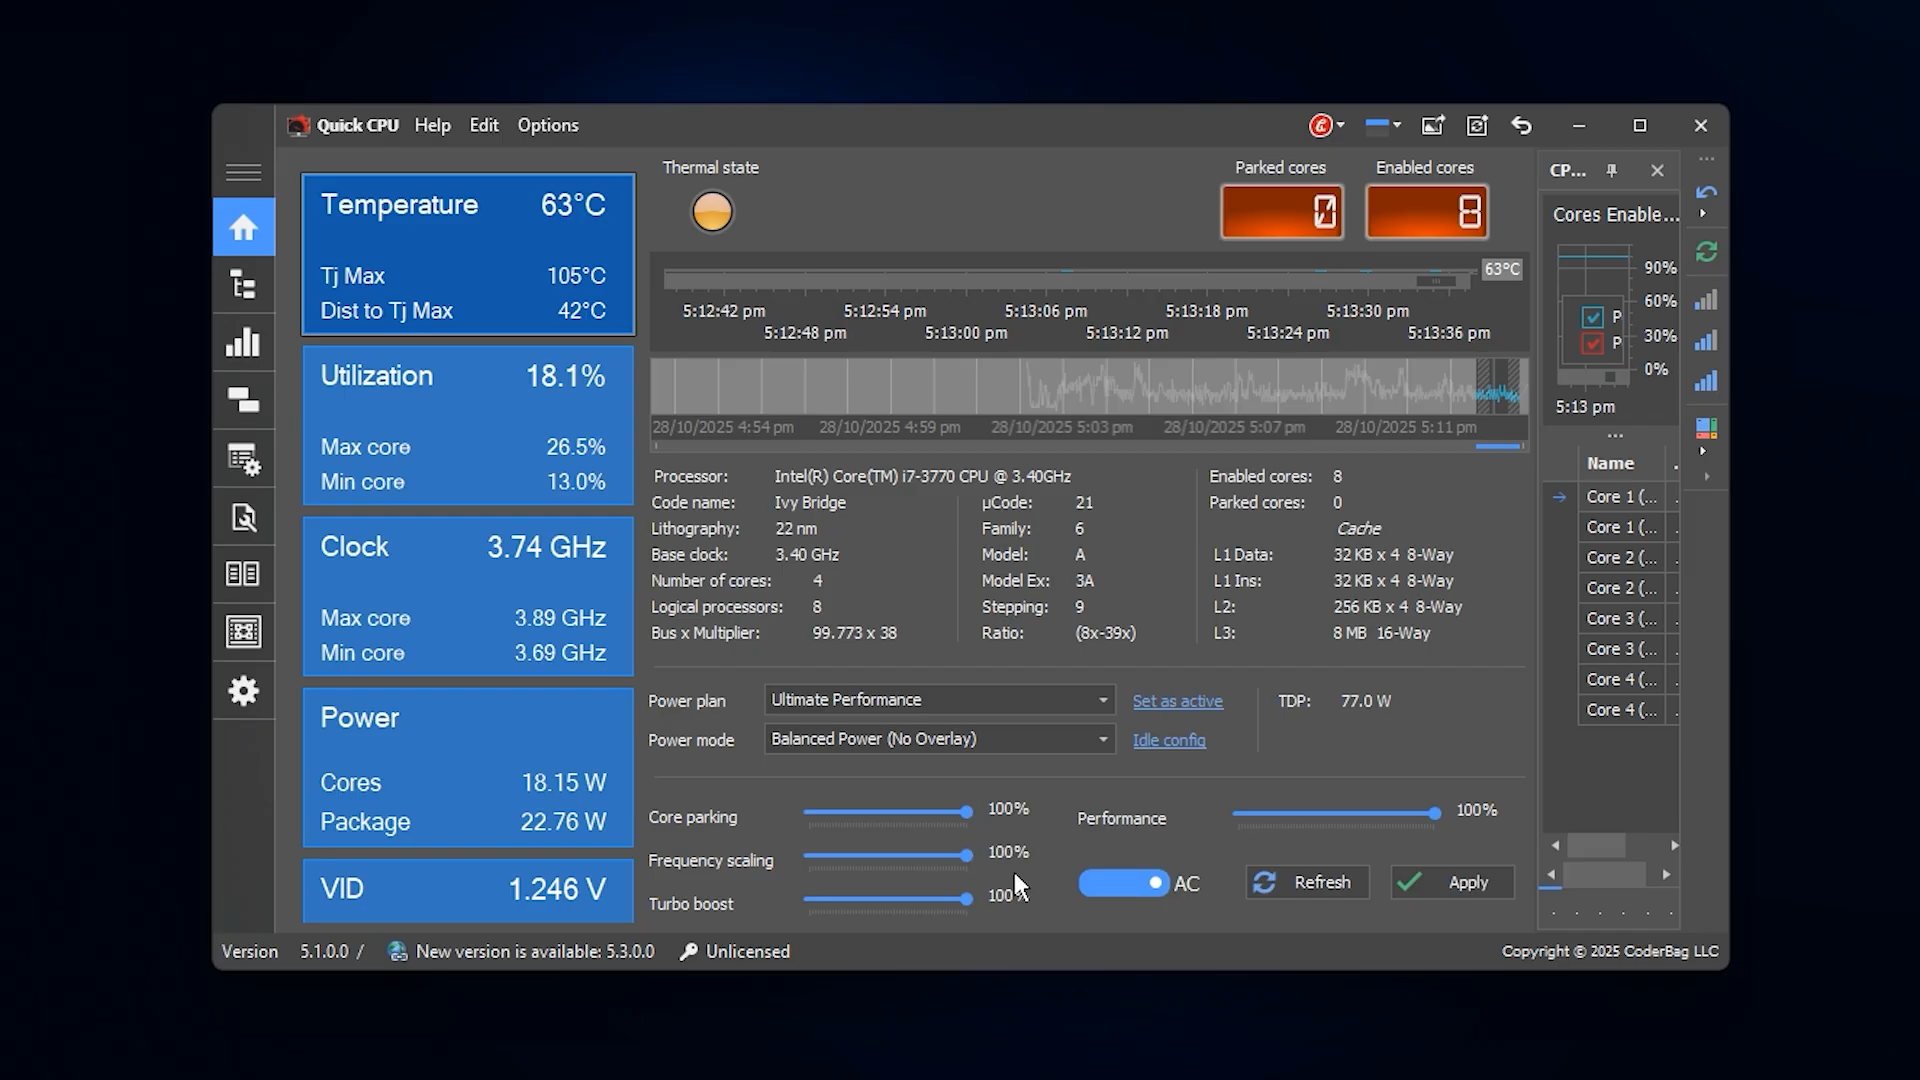 Quick CPU Help Edit Options
Temperature 63°C
Tj Max 105°C
Dist to Tj Max 42°C
Utilization 18.1%
Max core 26.5%
Min core 13.0%
Clock 3.74 GHz
Max core 3.89 GHz
Min core 3.69 GHz
Power
Cores 18.15 W
Package 22.76 W
VID 1.246 V
Thermal state
Parked cores Enabled cores
0 8
63°C
5:12:42 pm 5:12:54 pm 5:13:06 pm 5:13:18 pm 5:13:30 pm
5:12:48 pm 5:13:00 pm 5:13:12 pm 5:13:24 pm 5:13:36 pm
28/10/2025 4:54 pm 28/10/2025 4:59 pm 28/10/2025 5:03 pm 28/10/2025 5:07 pm 28/10/2025 5:11 pm
Processor: Intel(R) Core(TM) i7-3770 CPU @ 3.40GHz
Code name: Ivy Bridge
Lithography: 22 nm
Base clock: 3.40 GHz
Number of cores: 4
Logical processors: 8
Bus x Multiplier: 99.773 x 38
µCode: 21
Family: 6
Model: A
Model Ex: 3A
Stepping: 9
Ratio: (8x-39x)
Enabled cores: 8
Parked cores: 0
Cache
L1 Data: 32 KB x 4 8-Way
L1 Ins: 32 KB x 4 8-Way
L2: 256 KB x 4 8-Way
L3: 8 MB 16-Way
Power plan Ultimate Performance Set as active TDP: 77.0 W
Power mode Balanced Power (No Overlay) Idle config
Core parking 100%
Frequency scaling 100%
Turbo boost 100%
Performance 100%
AC Refresh Apply
CP...
Cores Enable...
90%
60%
30%
0%
P
P
5:13 pm
...
Name
Core 1 (...
Core 1 (...
Core 2 (...
Core 2 (...
Core 3 (...
Core 3 (...
Core 4 (...
Core 4 (...
Version 5.1.0.0 / New version is available: 5.3.0.0 Unlicensed
Copyright © 2025 CoderBag LLC